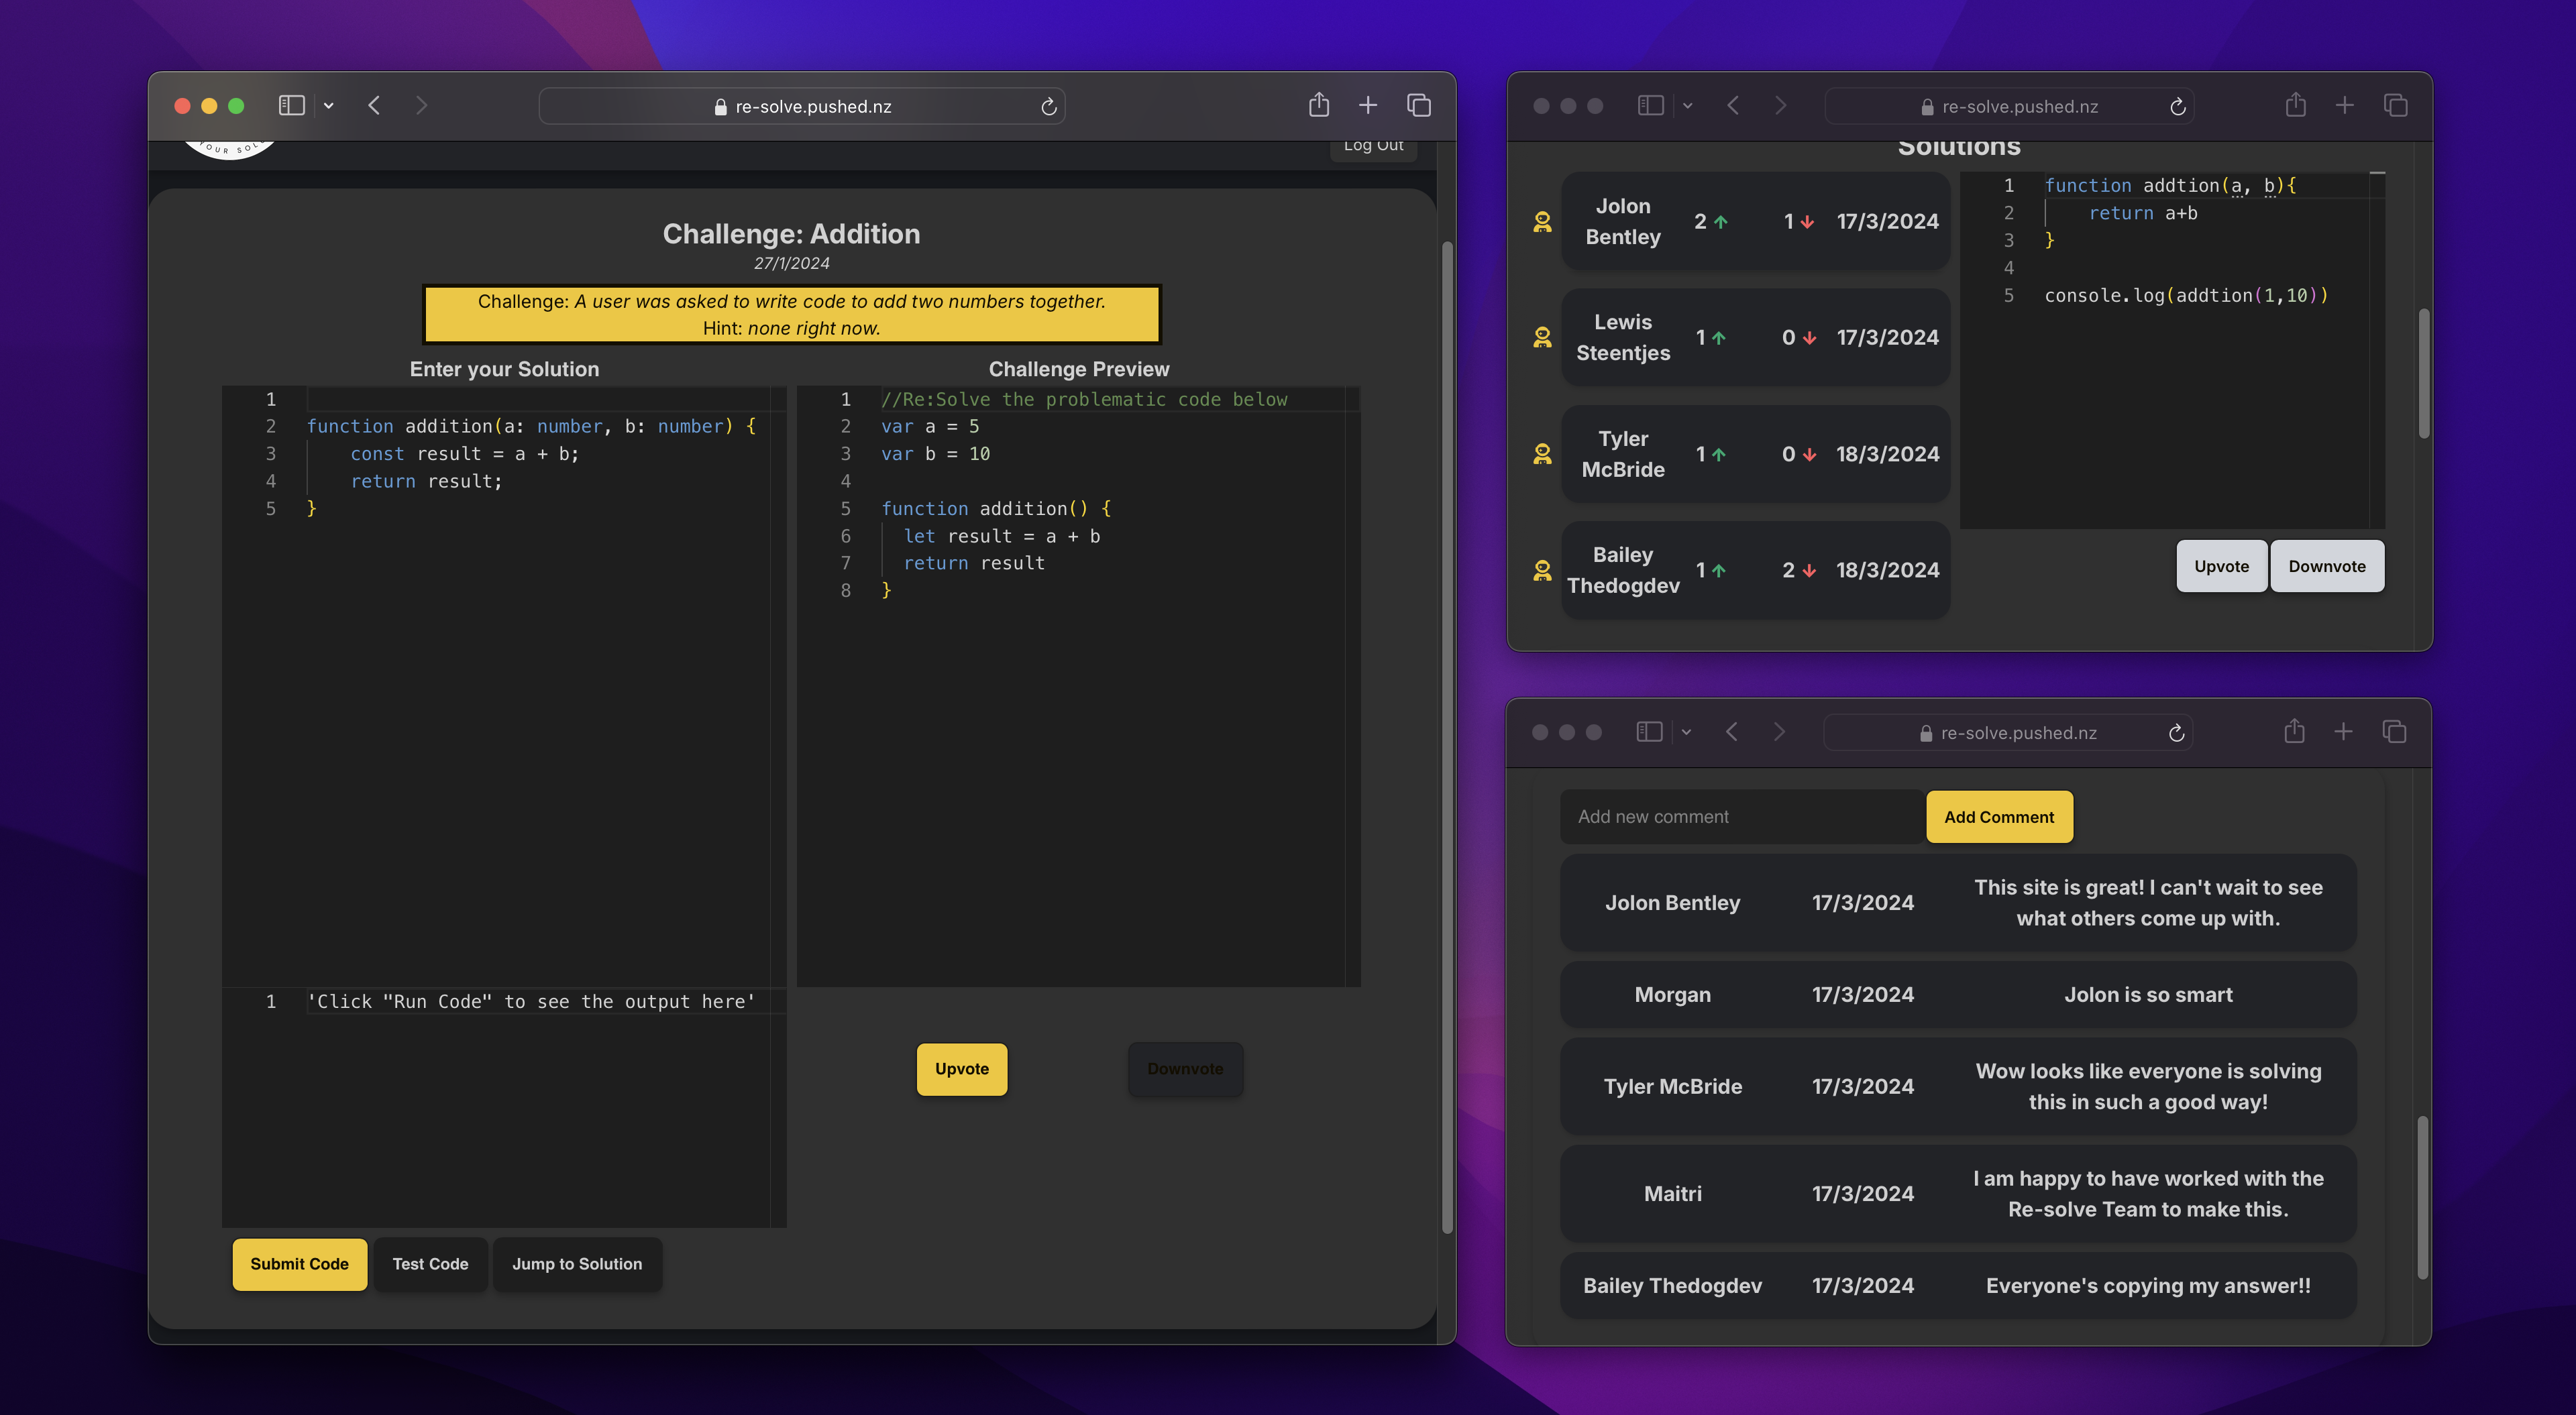 re-solve.pushed.nz
YOUR SOL
Log Out
Challenge: Addition
27/1/2024
Challenge: A user was asked to write code to add two numbers together.
Hint: none right now.
Enter your Solution
1
2 function addition(a: number, b: number) {
3 const result = a + b;
4 return result;
5 }
1 'Click "Run Code" to see the output here'
Submit Code
Test Code
Jump to Solution
Challenge Preview
1 //Re:Solve the problematic code below
2 var a = 5
3 var b = 10
4
5 function addition() {
6 let result = a + b
7 return result
8 }
Upvote
Downvote
re-solve.pushed.nz
Solutions
Jolon
Bentley
2 1 17/3/2024
Lewis
Steentjes
1 0 17/3/2024
Tyler
McBride
1 0 18/3/2024
Bailey
Thedogdev
1 2 18/3/2024
1 function addtion(a, b){
2 return a+b
3 }
4
5 console.log(addtion(1,10))
Upvote
Downvote
re-solve.pushed.nz
Add new comment
Add Comment
Jolon Bentley 17/3/2024 This site is great! I can't wait to see
what others come up with.
Morgan 17/3/2024 Jolon is so smart
Tyler McBride 17/3/2024 Wow looks like everyone is solving
this in such a good way!
Maitri 17/3/2024 I am happy to have worked with the
Re-solve Team to make this.
Bailey Thedogdev 17/3/2024 Everyone's copying my answer!!